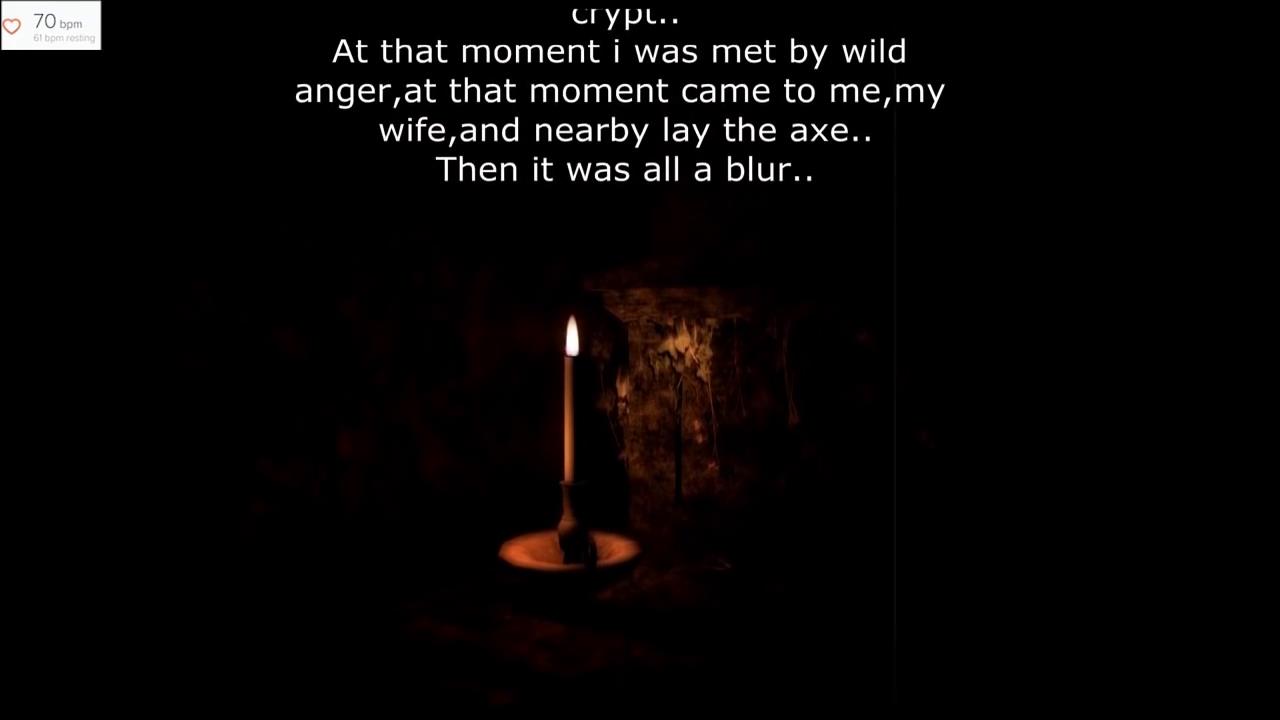 70 bpm
61 bpm resting
crypt..
At that moment i was met by wild
anger,at that moment came to me,my
wife,and nearby lay the axe..
Then it was all a blur..